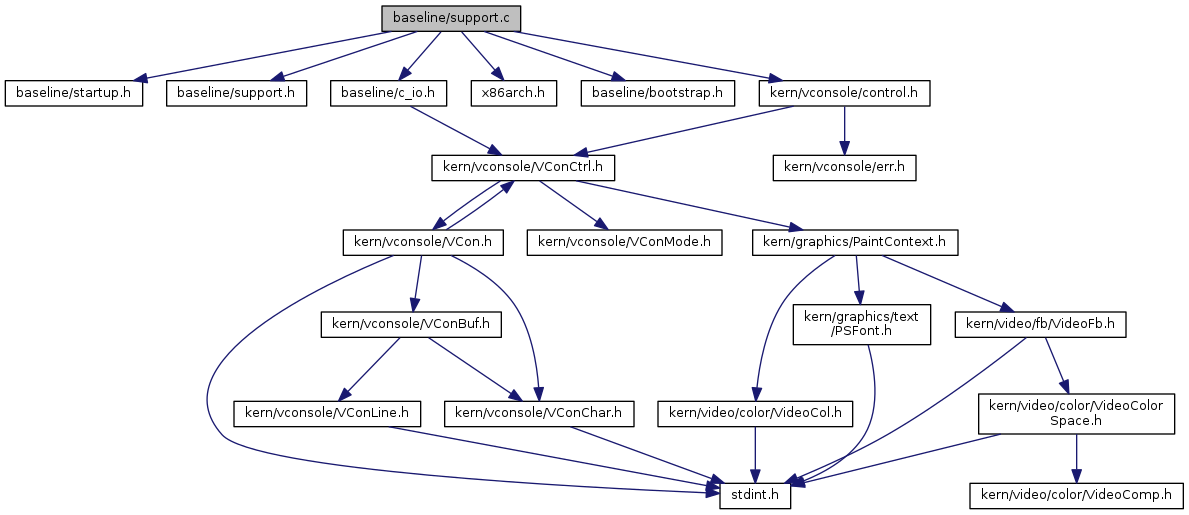 baseline/support.c
baseline/startup.h
baseline/support.h
baseline/c_io.h
x86arch.h
baseline/bootstrap.h
kern/vconsole/control.h
kern/vconsole/VConCtrl.h
kern/vconsole/err.h
kern/vconsole/VCon.h
kern/vconsole/VConMode.h
kern/graphics/PaintContext.h
kern/vconsole/VConBuf.h
kern/graphics/text
/PSFont.h
kern/video/fb/VideoFb.h
kern/vconsole/VConLine.h
kern/vconsole/VConChar.h
kern/video/color/VideoCol.h
kern/video/color/VideoColor
Space.h
stdint.h
kern/video/color/VideoComp.h